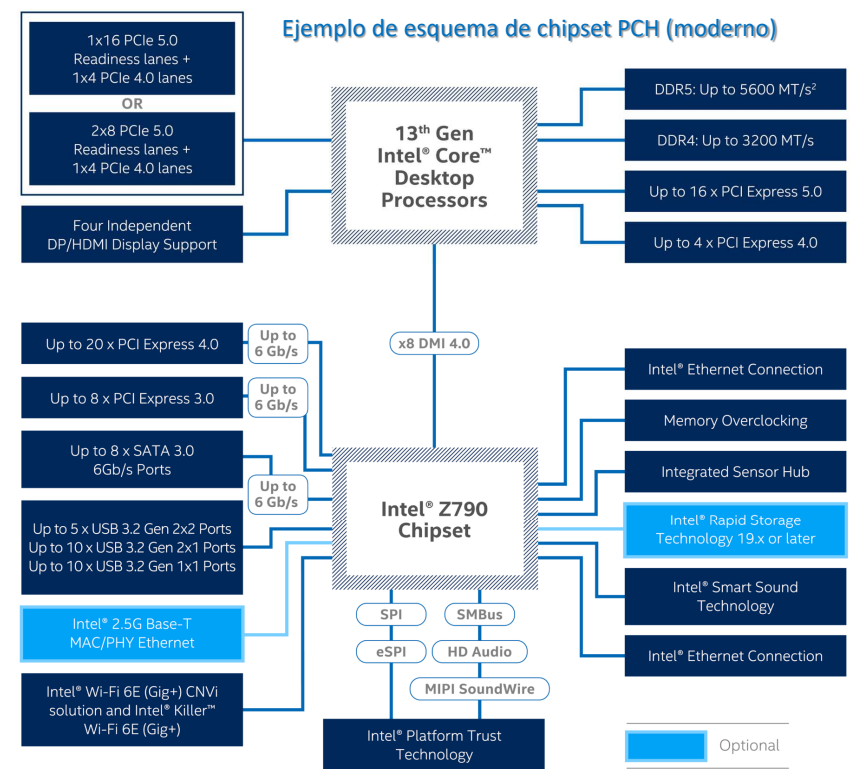 Ejemplo de esquema de chipset PCH (moderno)
1x16 PCIe 5.0
Readiness lanes +
1x4 PCIe 4.0 lanes
OR
2x8 PCIe 5.0
Readiness lanes +
1x4 PCIe 4.0 lanes
Four Independent
DP/HDMI Display Support
13th Gen
Intel® Core™
Desktop
Processors
DDR5: Up to 5600 MT/s²
DDR4: Up to 3200 MT/s
Up to 16 x PCI Express 5.0
Up to 4 x PCI Express 4.0
x8 DMI 4.0
Up to 20 x PCI Express 4.0
Up to
6 Gb/s
Up to 8 x PCI Express 3.0
Up to
6 Gb/s
Up to 8 x SATA 3.0
6Gb/s Ports
Up to
6 Gb/s
Up to 5 x USB 3.2 Gen 2x2 Ports
Up to 10 x USB 3.2 Gen 2x1 Ports
Up to 10 x USB 3.2 Gen 1x1 Ports
Intel® 2.5G Base-T
MAC/PHY Ethernet
Intel® Wi-Fi 6E (Gig+) CNVi
solution and Intel® Killer™
Wi-Fi 6E (Gig+)
Intel® Z790
Chipset
Intel® Ethernet Connection
Memory Overclocking
Integrated Sensor Hub
Intel® Rapid Storage
Technology 19.x or later
Intel® Smart Sound
Technology
Intel® Ethernet Connection
SPI
eSPI
SMBus
HD Audio
MIPI SoundWire
Intel® Platform Trust
Technology
Optional